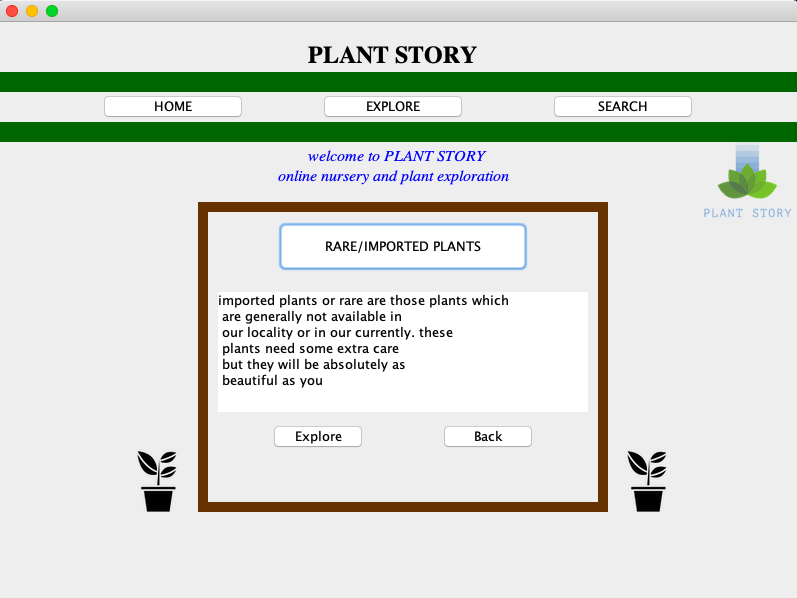 PLANT STORY
HOME
EXPLORE
SEARCH
welcome to PLANT STORY
online nursery and plant exploration
PLANT STORY
RARE/IMPORTED PLANTS
imported plants or rare are those plants which
are generally not available in
our locality or in our currently. these
plants need some extra care
but they will be absolutely as
beautiful as you
Explore
Back